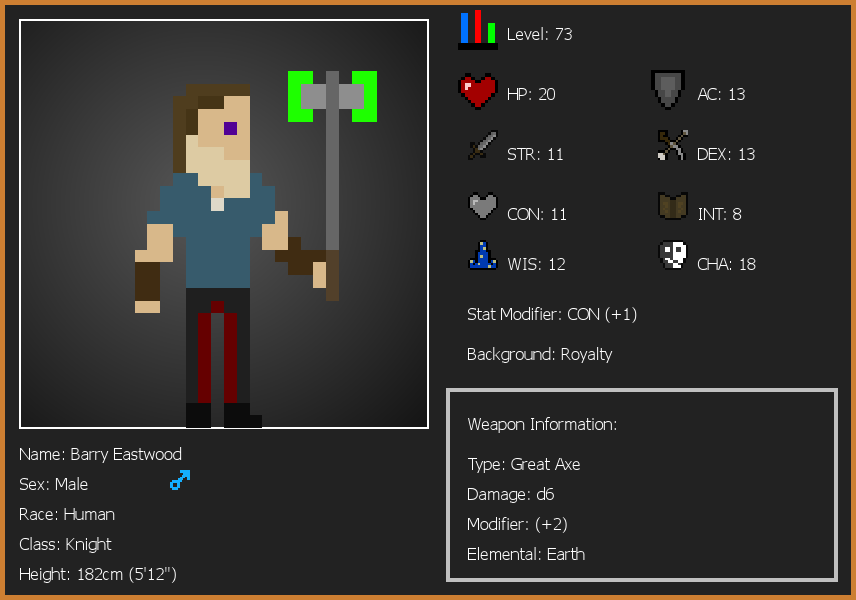 Level: 73
HP: 20
AC: 13
STR: 11
DEX: 13
CON: 11
INT: 8
WIS: 12
CHA: 18
Stat Modifier: CON (+1)
Background: Royalty
Weapon Information:
Type: Great Axe
Damage: d6
Modifier: (+2)
Elemental: Earth
Name: Barry Eastwood
Sex: Male
Race: Human
Class: Knight
Height: 182cm (5'12")